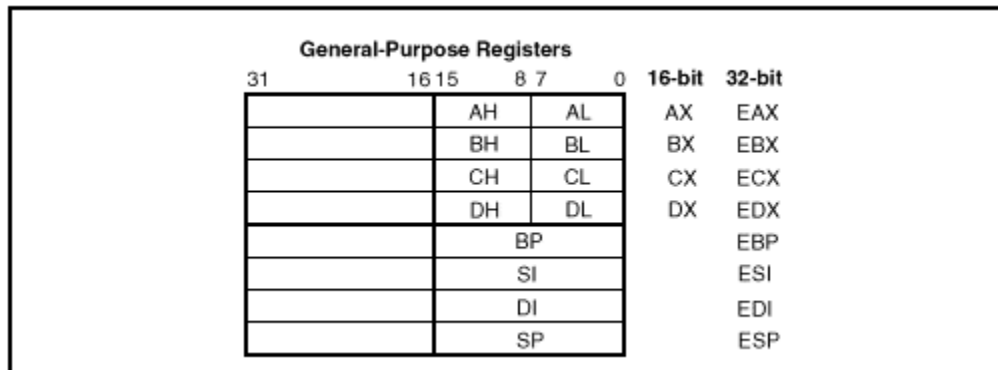 General-Purpose Registers
31 16 15 8 7 0 16-bit 32-bit
AH AL AX EAX
BH BL BX EBX
CH CL CX ECX
DH DL DX EDX
BP EBP
SI ESI
DI EDI
SP ESP